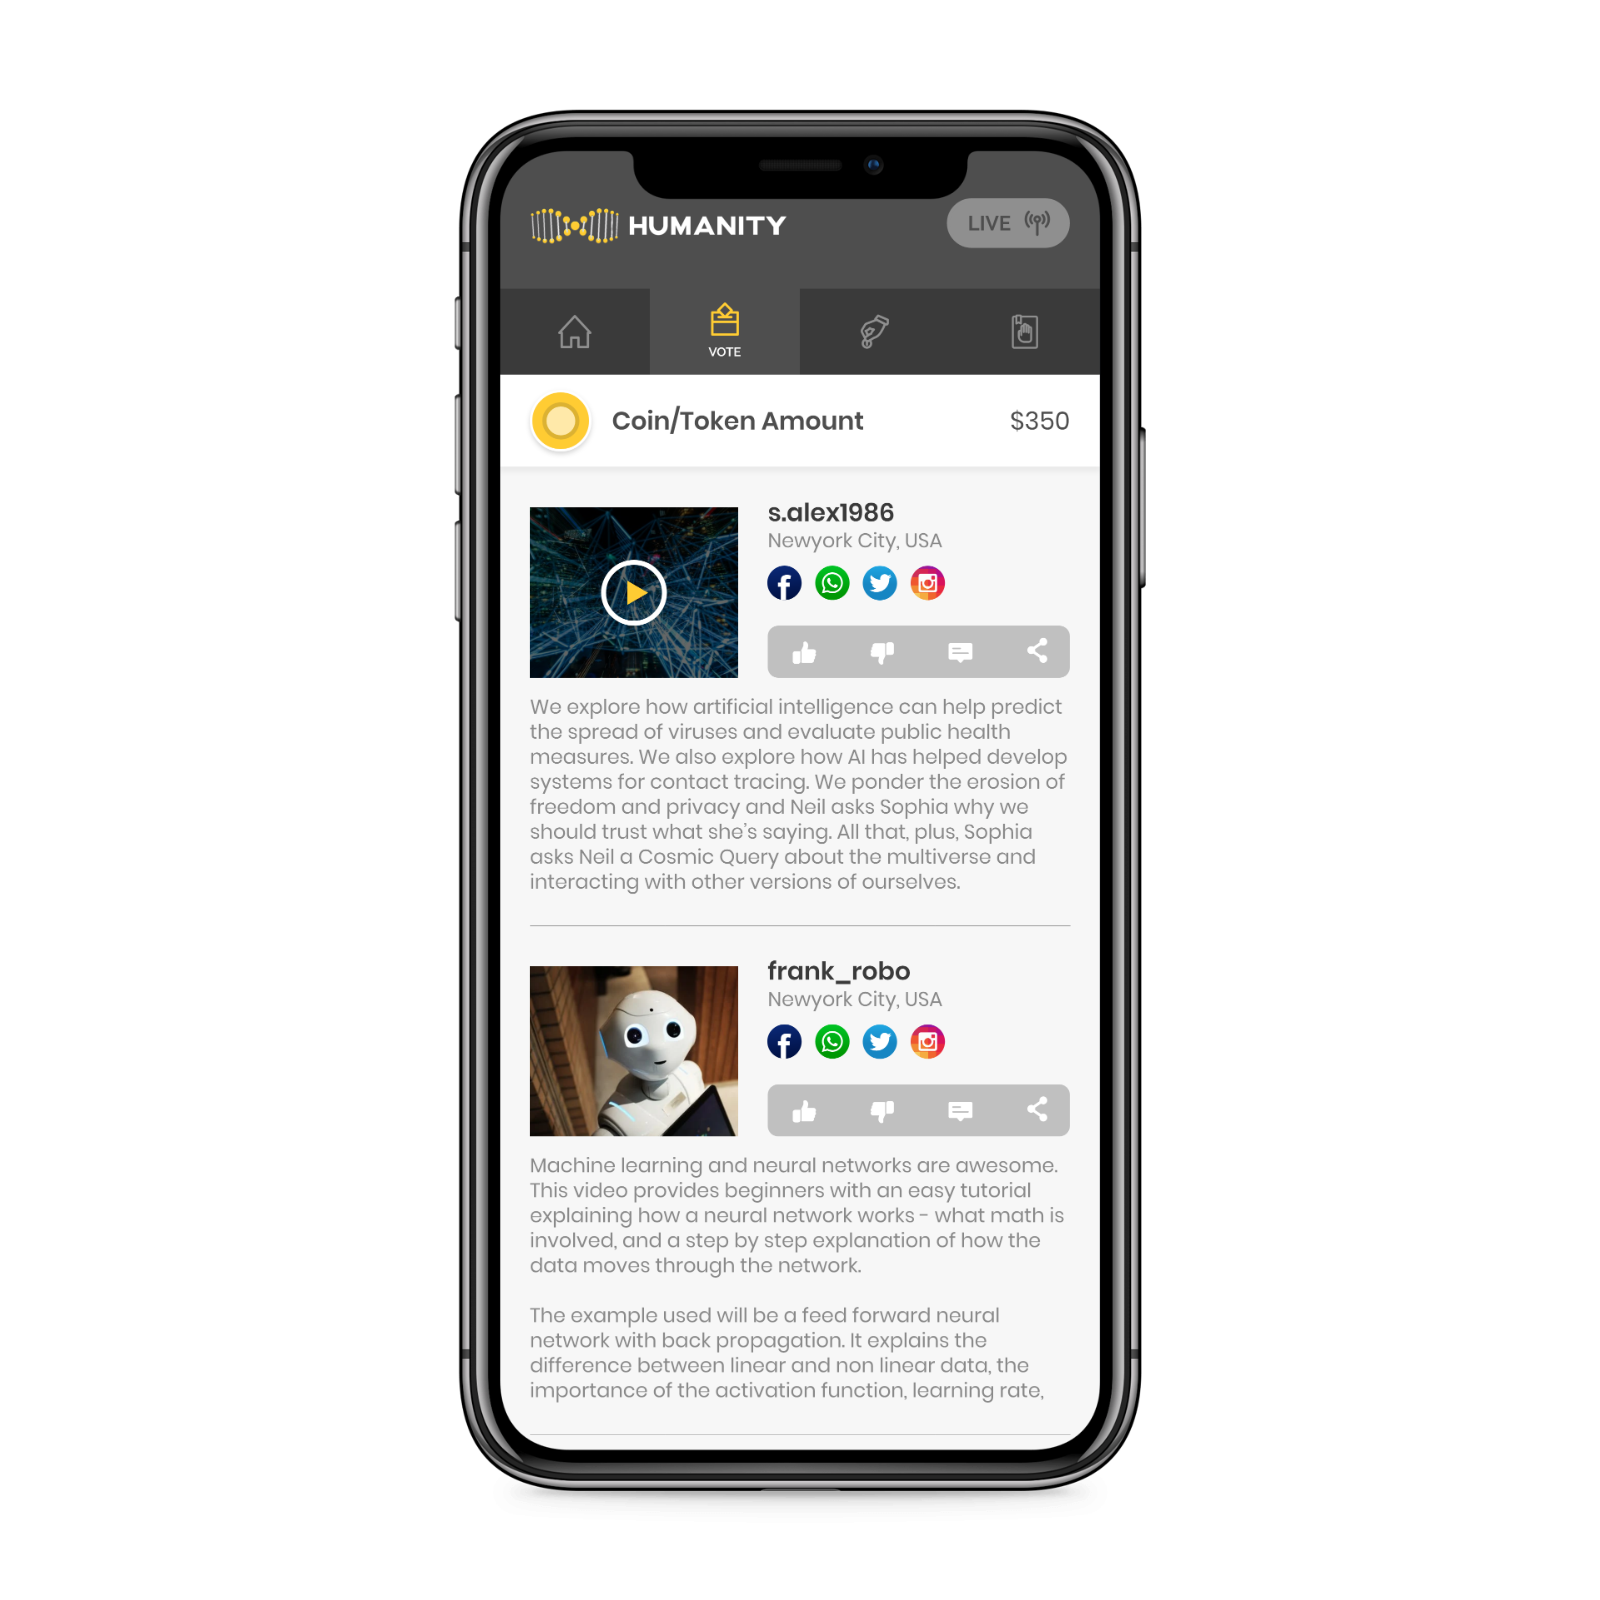 HUMANITY
LIVE
VOTE
Coin/Token Amount
$350
s.alex1986
Newyork City, USA
We explore how artificial intelligence can help predict
the spread of viruses and evaluate public health
measures. We also explore how AI has helped develop
systems for contact tracing. We ponder the erosion of
freedom and privacy and Neil asks Sophia why we
should trust what she's saying. All that, plus, Sophia
asks Neil a Cosmic Query about the multiverse and
interacting with other versions of ourselves.
frank_robo
Newyork City, USA
Machine learning and neural networks are awesome.
This video provides beginners with an easy tutorial
explaining how a neural network works - what math is
involved, and a step by step explanation of how the
data moves through the network.
The example used will be a feed forward neural
network with back propagation. It explains the
difference between linear and non linear data, the
importance of the activation function, learning rate,